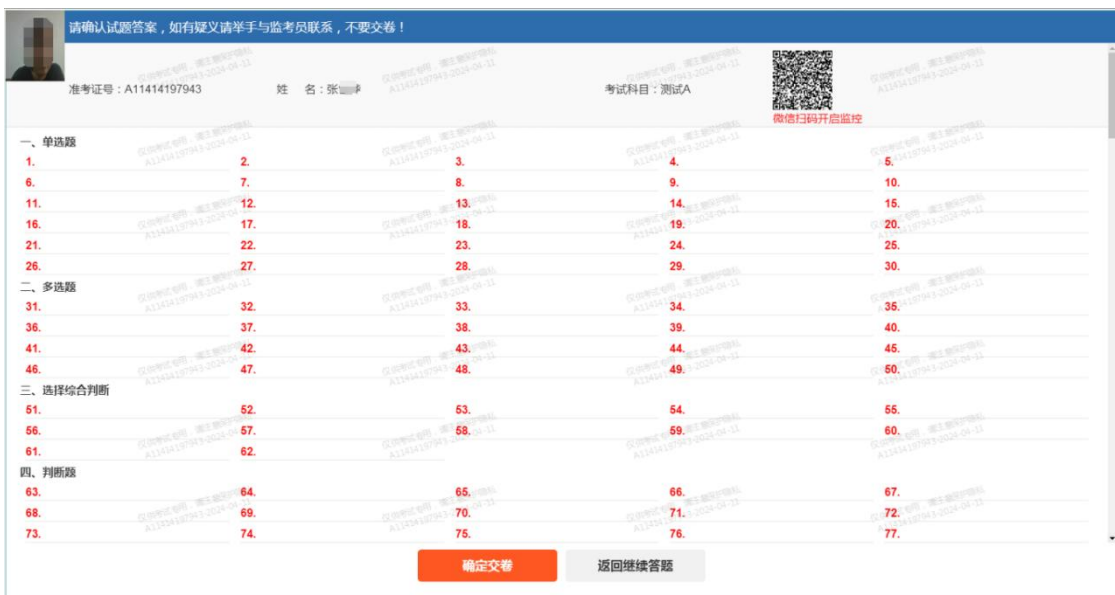 请确认试题答案，如有疑义请举手与监考员联系，不要交卷！
准考证号：A11414197943 姓 名：张 考试科目：测试A
微信扫码开启监控
一、单选题
1. 2. 3. 4. 5.
6. 7. 8. 9. 10.
11. 12. 13. 14. 15.
16. 17. 18. 19. 20.
21. 22. 23. 24. 25.
26. 27. 28. 29. 30.
二、多选题
31. 32. 33. 34. 35.
36. 37. 38. 39. 40.
41. 42. 43. 44. 45.
46. 47. 48. 49. 50.
三、选择综合判断
51. 52. 53. 54. 55.
56. 57. 58. 59. 60.
61. 62.
四、判断题
63. 64. 65. 66. 67.
68. 69. 70. 71. 72.
73. 74. 75. 76. 77.
确定交卷 返回继续答题